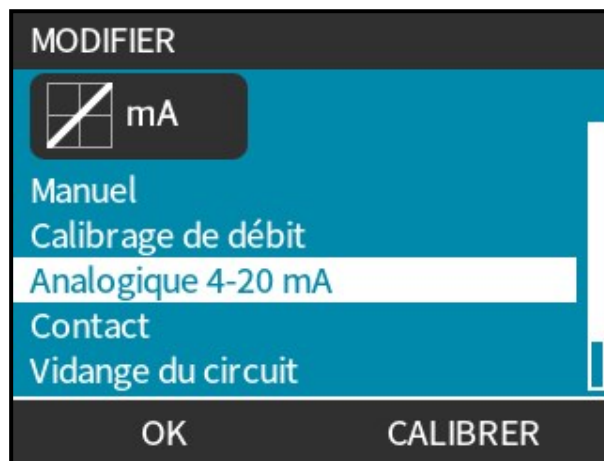 MODIFIER
mA
Manuel
Calibrage de débit
Analogique 4-20 mA
Contact
Vidange du circuit
OK CALIBRER